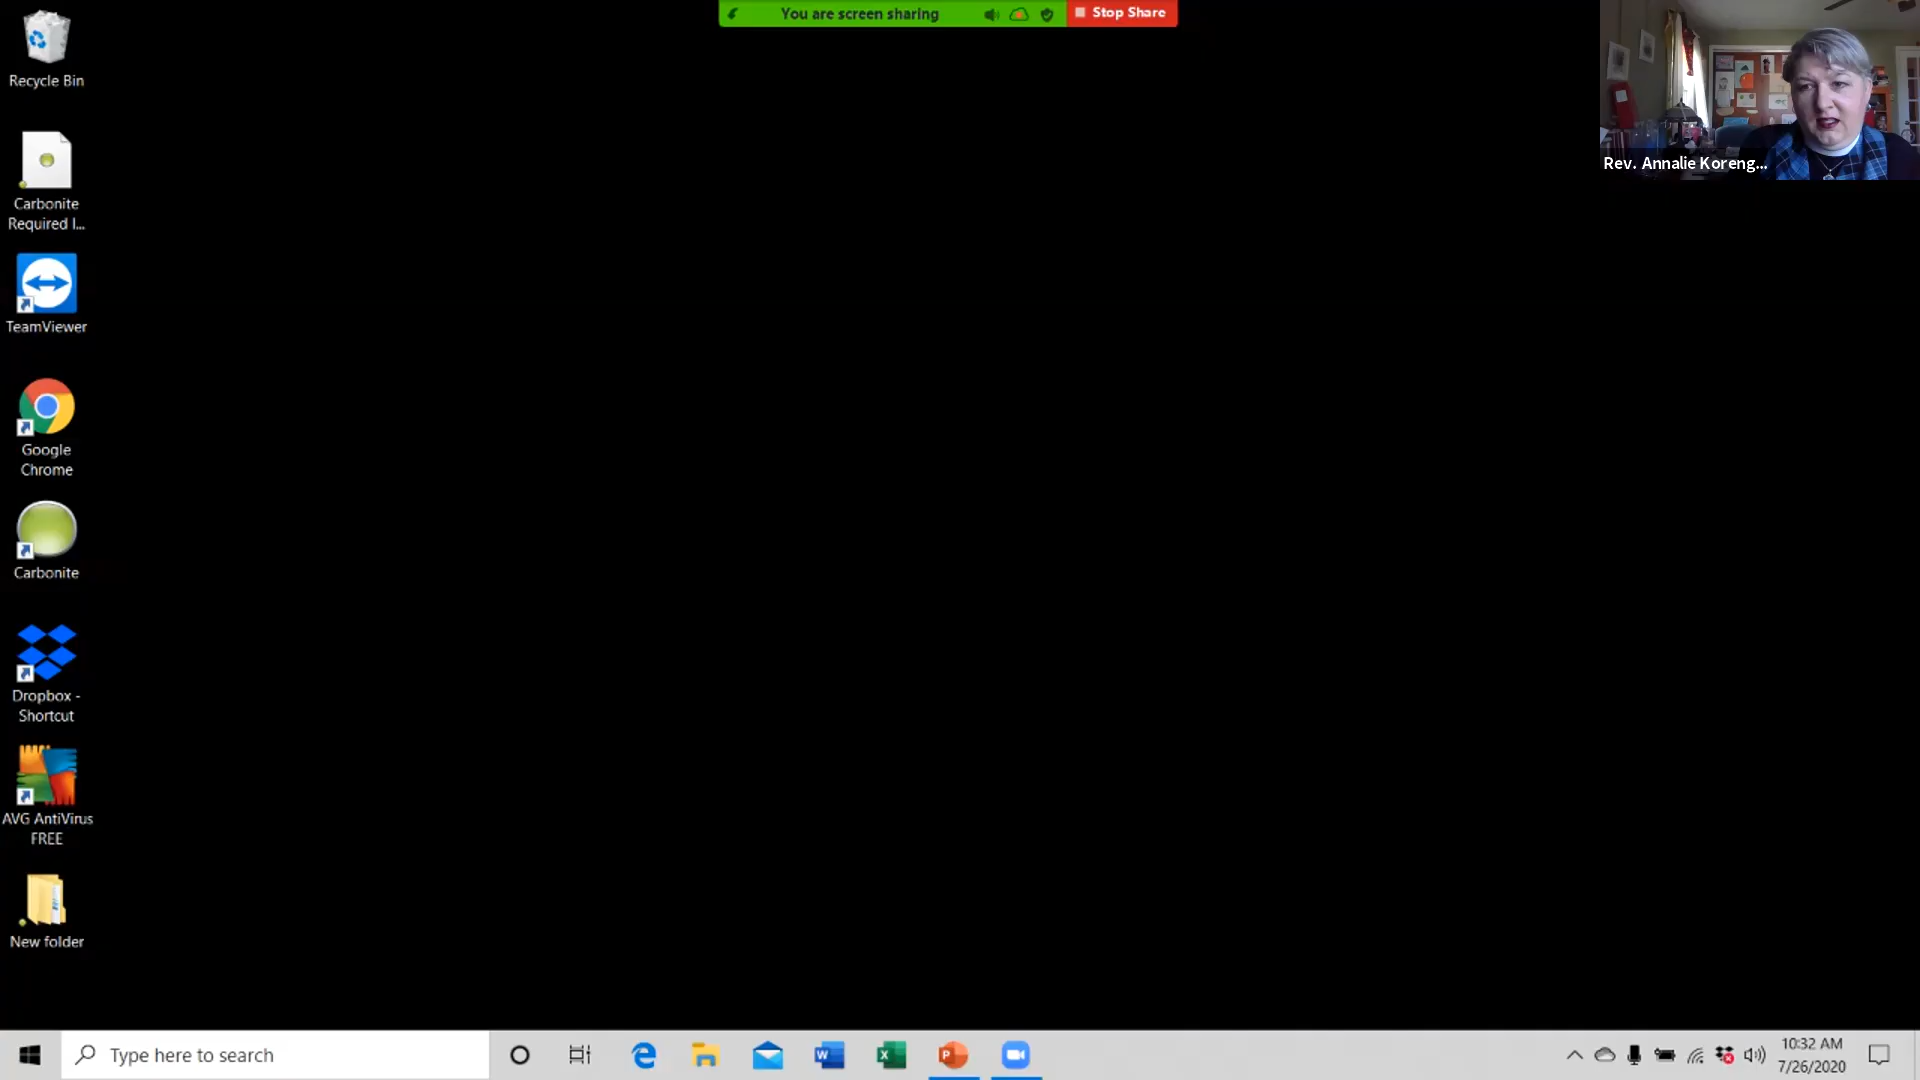 You are screen sharing
Stop Share
Rev. Annalie Koreng...
Recycle Bin
Carbonite
Required I...
TeamViewer
Google
Chrome
Carbonite
Dropbox -
Shortcut
AVG AntiVirus
FREE
New folder
Type here to search
10:32 AM
7/26/2020